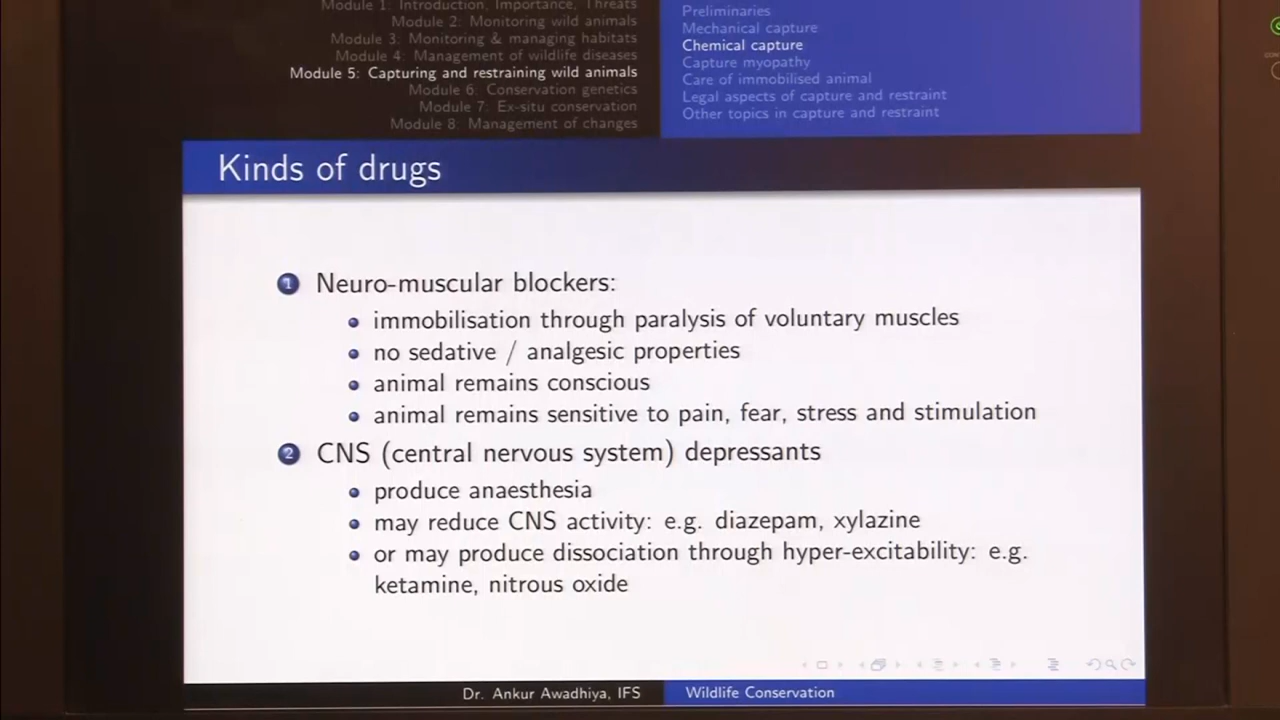 Module 1: Introduction, Importance, Threats
Module 2: Monitoring wild animals
Module 3: Monitoring & managing habitats
Module 4: Management of wildlife diseases
Module 5: Capturing and restraining wild animals
Module 6: Conservation genetics
Module 7: Ex-situ conservation
Module 8: Management of changes
Preliminaries
Mechanical capture
Chemical capture
Capture myopathy
Care of immobilised animal
Legal aspects of capture and restraint
Other topics in capture and restraint
Kinds of drugs
1 Neuro-muscular blockers:
immobilisation through paralysis of voluntary muscles
no sedative / analgesic properties
animal remains conscious
animal remains sensitive to pain, fear, stress and stimulation
2 CNS (central nervous system) depressants
produce anaesthesia
may reduce CNS activity: e.g. diazepam, xylazine
or may produce dissociation through hyper-excitability: e.g.
ketamine, nitrous oxide
Dr. Ankur Awadhiya, IFS
Wildlife Conservation